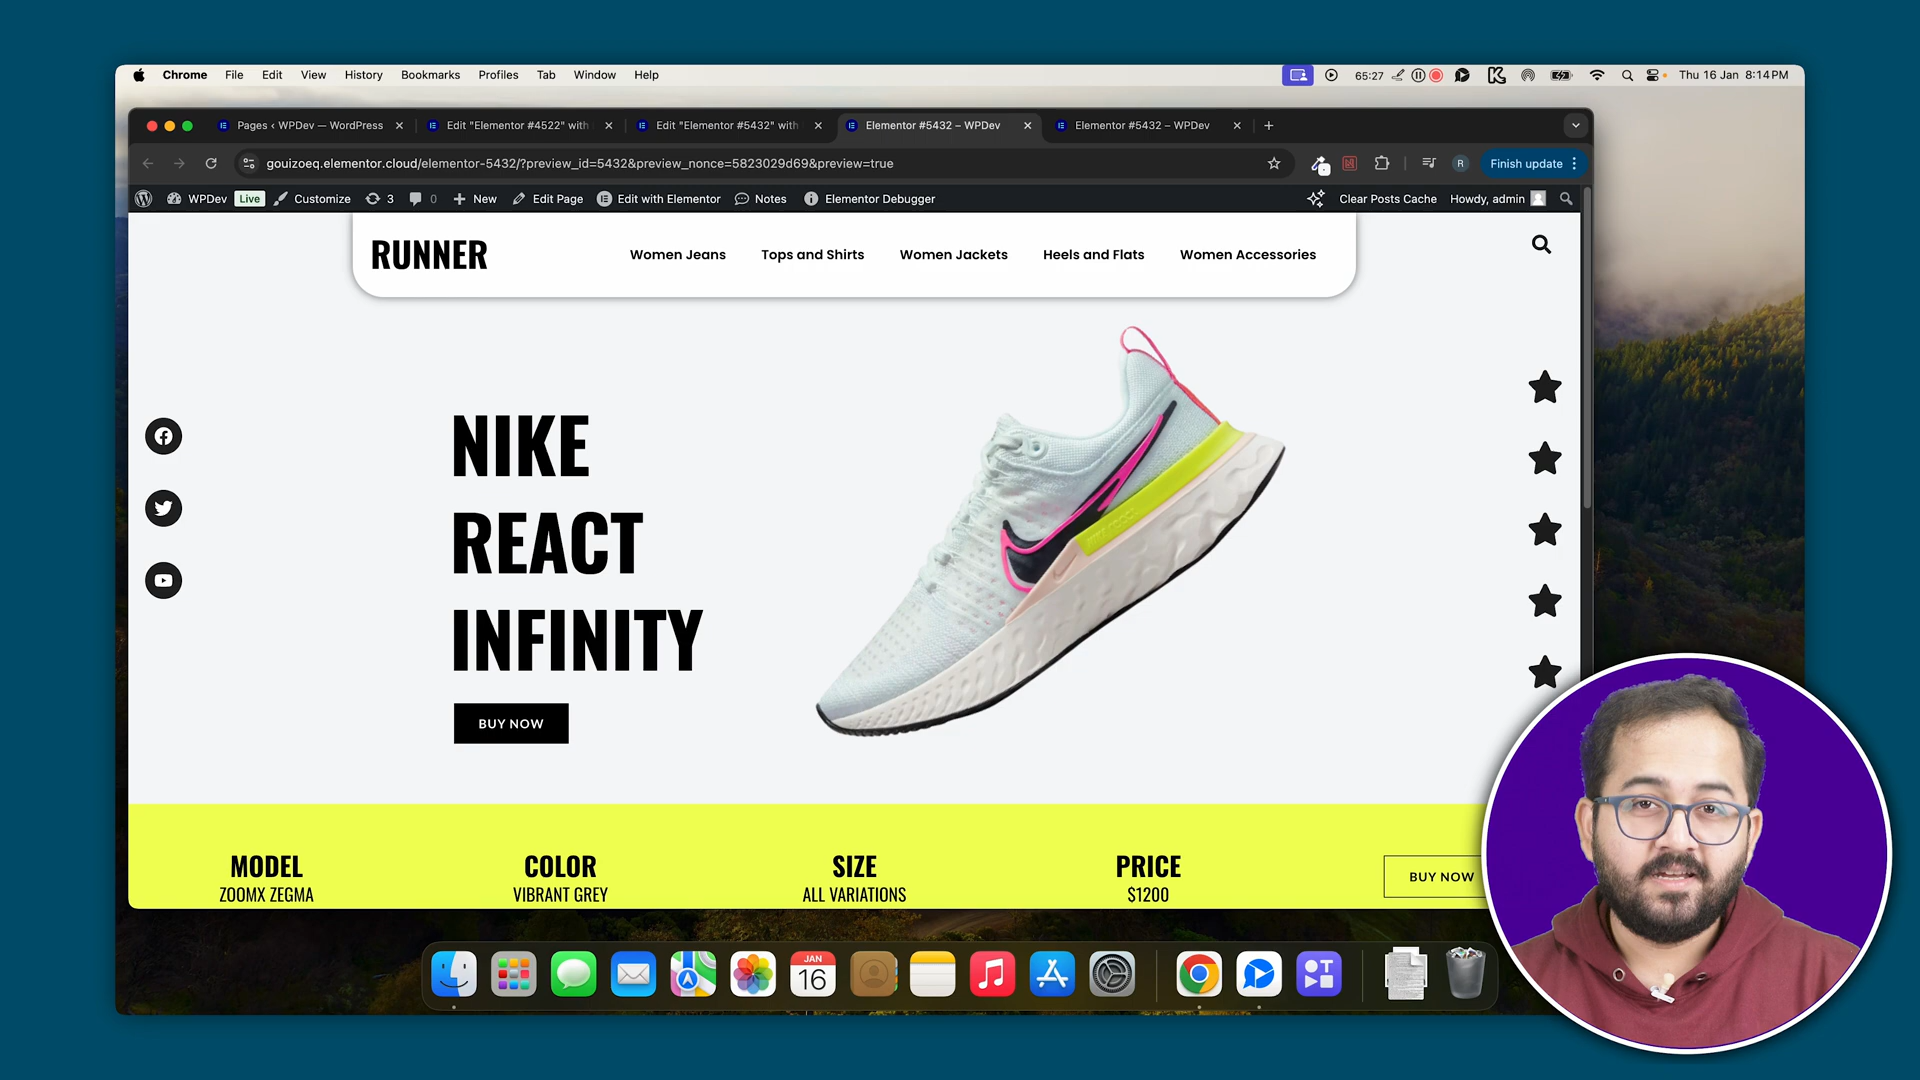 Chrome File Edit View History Bookmarks Profiles Tab Window Help 65:27 Thu 16 Jan 8:14 PM
Pages ‹ WPDev — WordPress Edit "Elementor #4522" with Edit "Elementor #5432" with Elementor #5432 – WPDev Elementor #5432 – WPDev
gouizoeq.elementor.cloud/elementor-5432/?preview_id=5432&preview_nonce=5823029d69&preview=true R Finish update
WPDev Live Customize 3 0 New Edit Page Edit with Elementor Notes Elementor Debugger Clear Posts Cache Howdy, admin
RUNNER Women Jeans Tops and Shirts Women Jackets Heels and Flats Women Accessories
NIKE
REACT
INFINITY
BUY NOW
MODEL COLOR SIZE PRICE
BUY NOW
ZOOMX ZEGMA VIBRANT GREY ALL VARIATIONS $1200
JAN
16